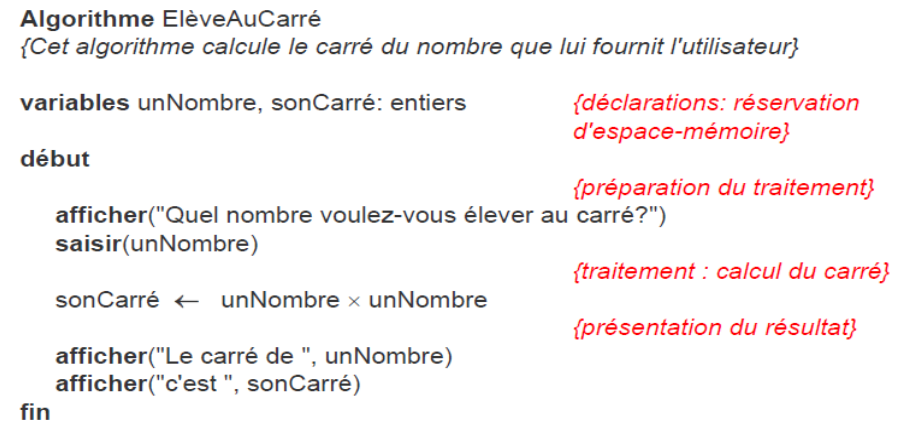 Algorithme ElèveAuCarré
{Cet algorithme calcule le carré du nombre que lui fournit l'utilisateur}
variables unNombre, sonCarré: entiers {déclarations: réservation
d'espace-mémoire}
début
{préparation du traitement}
afficher("Quel nombre voulez-vous élever au carré?")
saisir(unNombre)
{traitement : calcul du carré}
sonCarré ← unNombre × unNombre
{présentation du résultat}
afficher("Le carré de ", unNombre)
afficher("c'est ", sonCarré)
fin